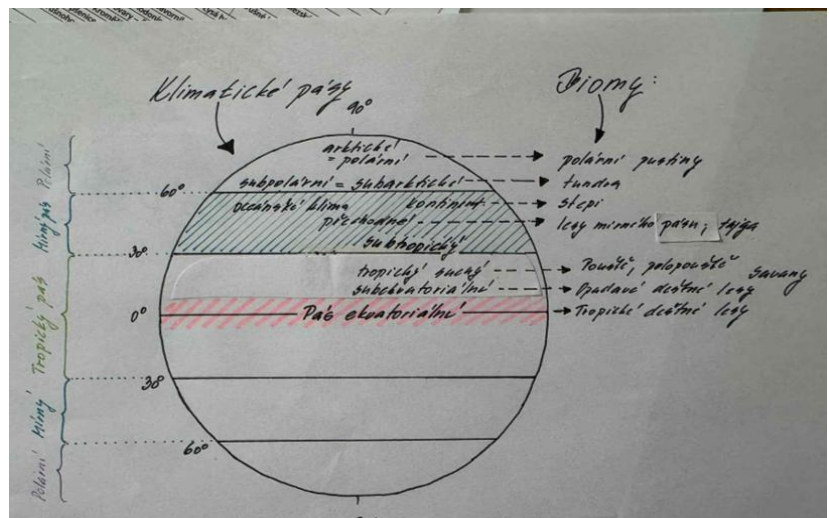 Klimatické pásy
Biomy:
90°
arktické
= polární
polární pustiny
60°
subpolární = subarktické
tundra
oceánské klima
kontinent
stepi
přechodné
lesy mírného pásu, tajga
30°
subtropický
tropický suchý
Pouště, polopouště
savany
subekvatoriální
Opadavé deštné lesy
0°
Pás ekvatoriální
Tropické deštné lesy
30
60°
Polární
Mírný pás
Tropický pás
Mírný
Polární